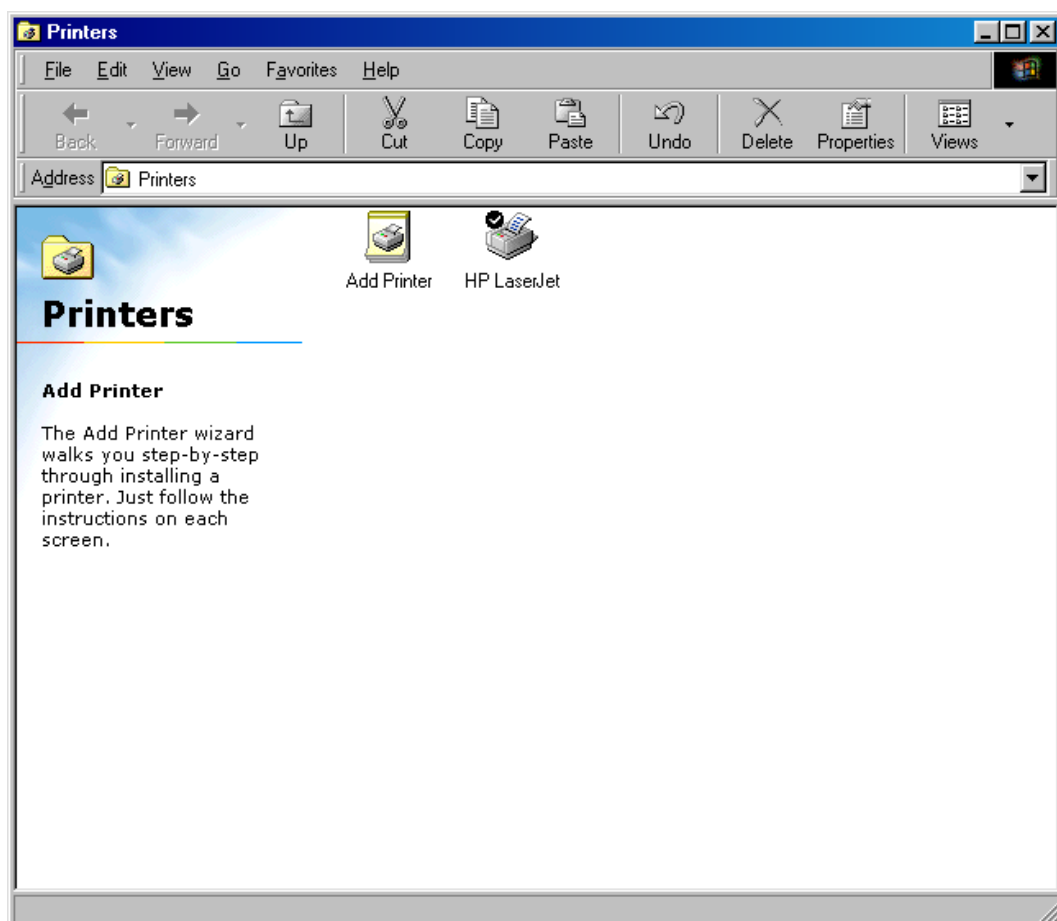 Printers
File Edit View Go Favorites Help
Back Forward Up Cut Copy Paste Undo Delete Properties Views
Address Printers
Add Printer HP LaserJet
Printers
Add Printer
The Add Printer wizard
walks you step-by-step
through installing a
printer. Just follow the
instructions on each
screen.